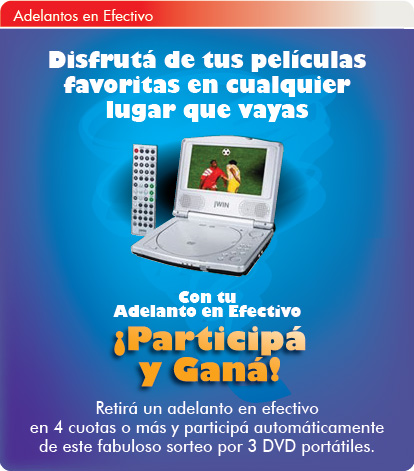 Adelantos en Efectivo
Disfrutá de tus películas
favoritas en cualquier
lugar que vayas
jWIN
jWIN
Con tu
Adelanto en Efectivo
¡Participá
y Ganá!
Retirá un adelanto en efectivo
en 4 cuotas o más y participá automáticamente
de este fabuloso sorteo por 3 DVD portátiles.